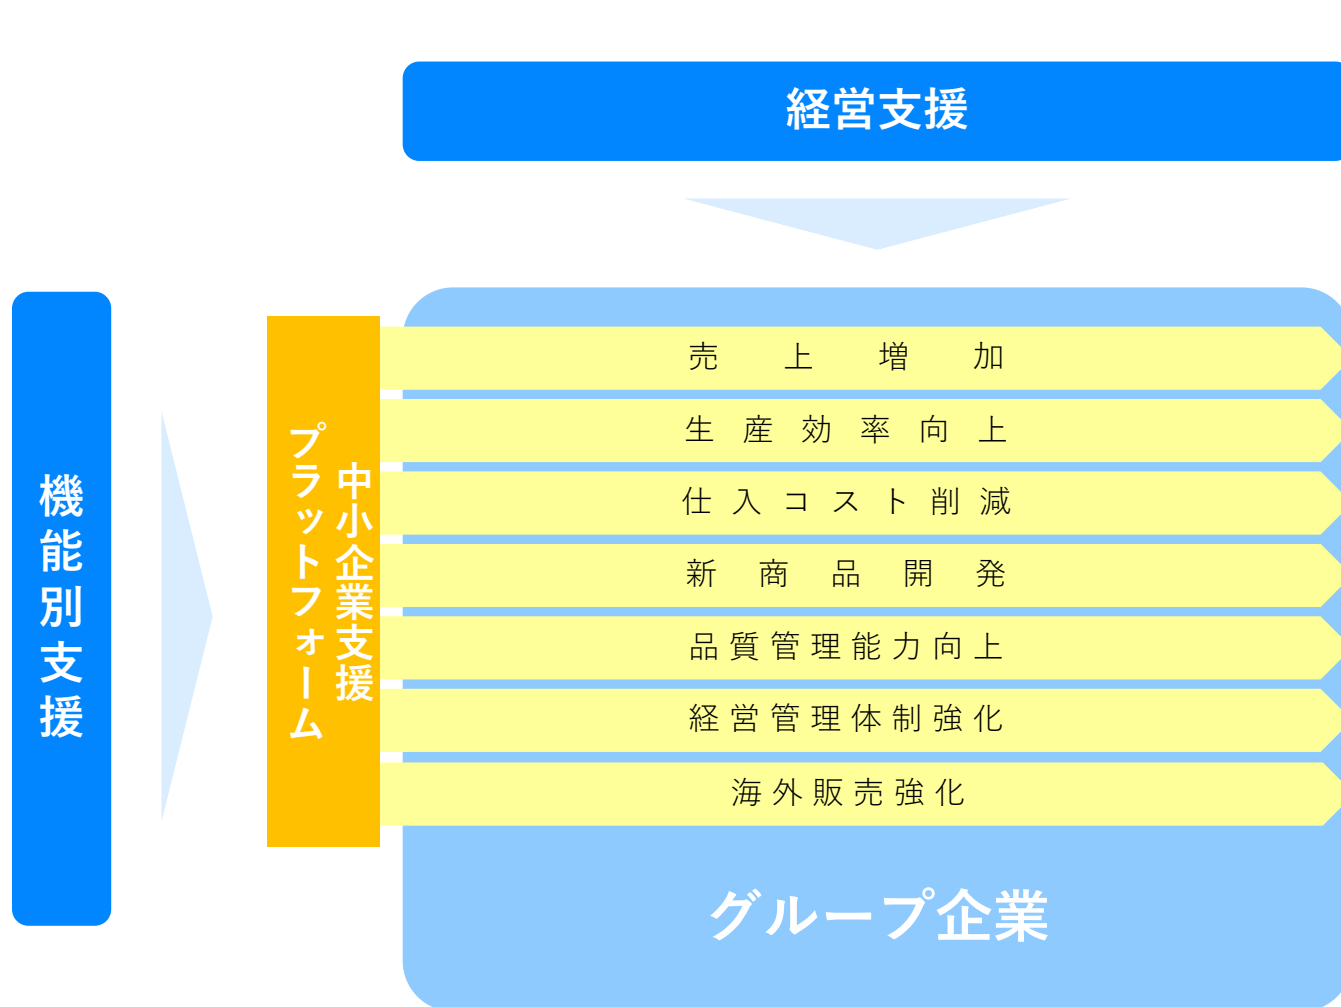 経営支援
機能別支援
中小企業支援
プラットフォーム
売上増加
生産効率向上
仕入コスト削減
新商品開発
品質管理能力向上
経営管理体制強化
海外販売強化
グループ企業